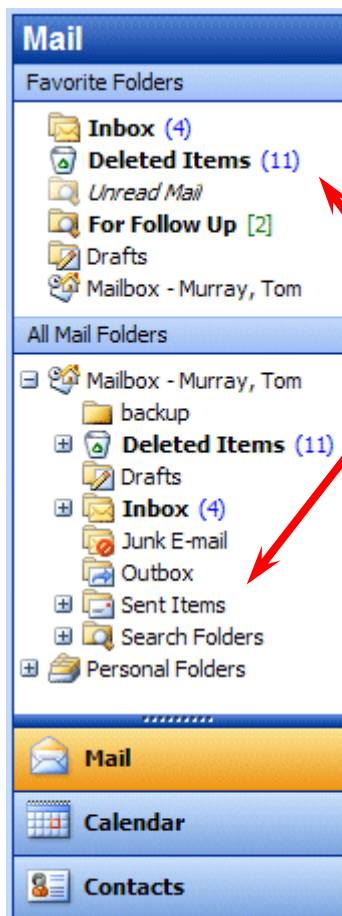 Mail
Favorite Folders
Inbox (4)
Deleted Items (11)
Unread Mail
For Follow Up [2]
Drafts
Mailbox - Murray, Tom
All Mail Folders
Mailbox - Murray, Tom
backup
Deleted Items (11)
Drafts
Inbox (4)
Junk E-mail
Outbox
Sent Items
Search Folders
Personal Folders
Mail
Calendar
Contacts